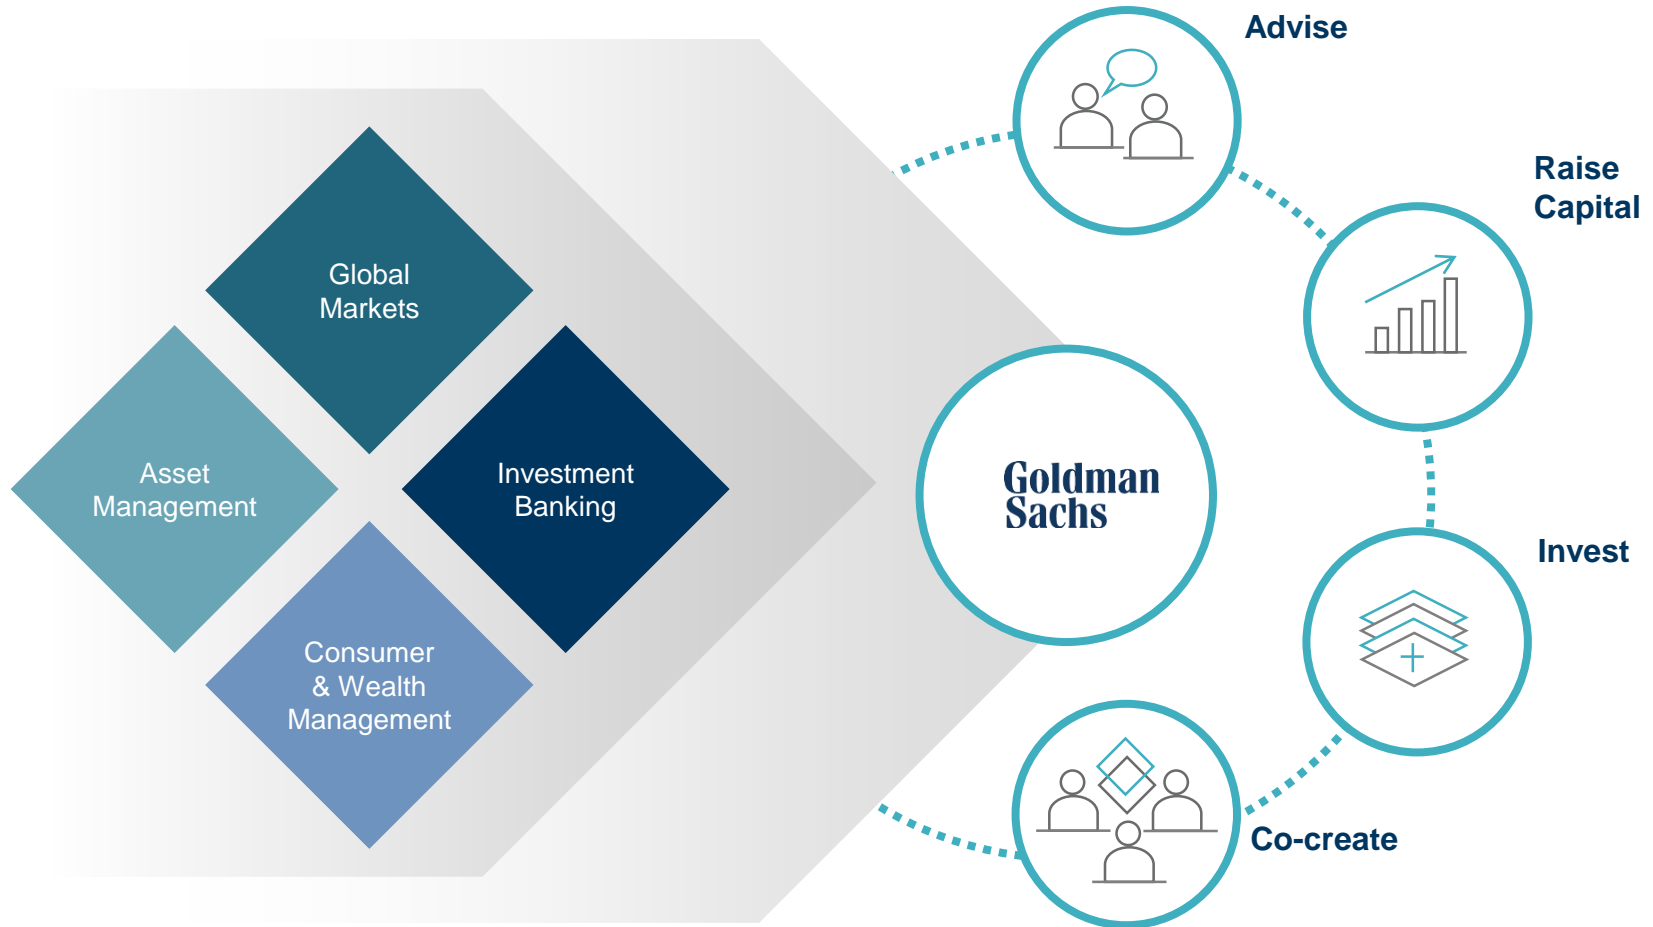 Advise
Raise
Capital
Global
Markets
Asset
Management
Investment
Banking
Goldman
Sachs
Invest
Consumer
& Wealth
Management
Co-create